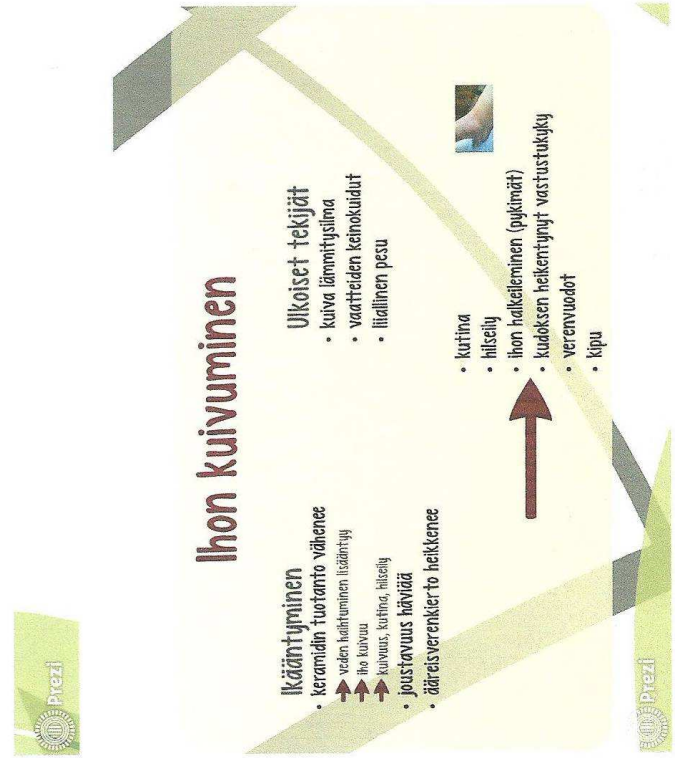 Prezi
Ihon kuivuminen
Ikääntyminen
• keramidin tuotanto vähenee
veden haihtuminen lisääntyy
iho kuivuu
kuivuus, kutina, hilseily
• joustavuus häviää
• ääreisverenkierto heikkenee
Ulkoiset tekijät
• kuiva lämmitysilma
• vaatteiden keinokuidut
• liiallinen pesu
• kutina
• hilseily
• ihon halkeileminen (pykimät)
• kudoksen heikentynyt vastustukyky
• verenvuodot
• kipu
Prezi